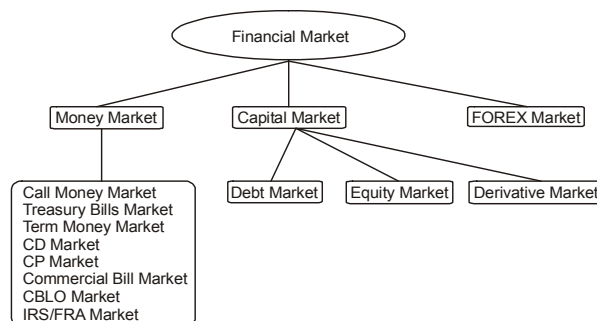 Financial Market
Money Market
Capital Market
FOREX Market
Call Money Market
Treasury Bills Market
Term Money Market
CD Market
CP Market
Commercial Bill Market
CBLO Market
IRS/FRA Market
Debt Market
Equity Market
Derivative Market